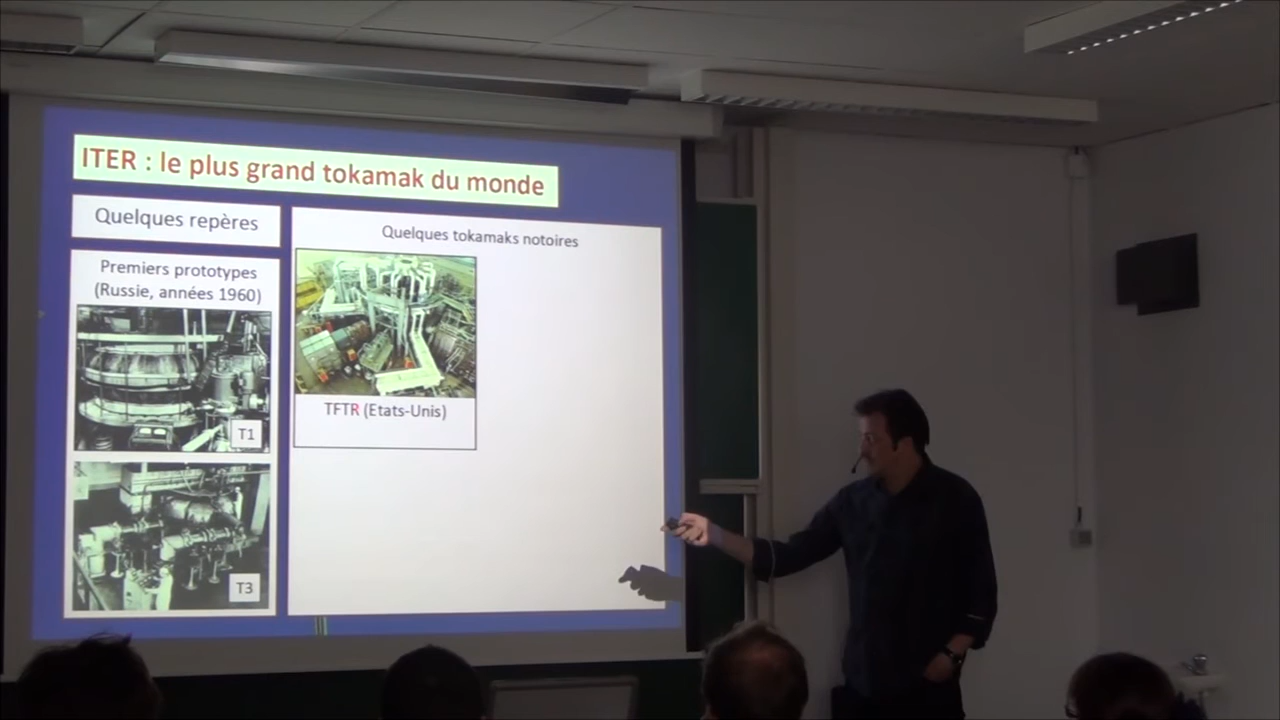 ITER : le plus grand tokamak du monde
Quelques repères
Premiers prototypes
(Russie, années 1960)
T1
T3
Quelques tokamaks notoires
TFTR (Etats-Unis)